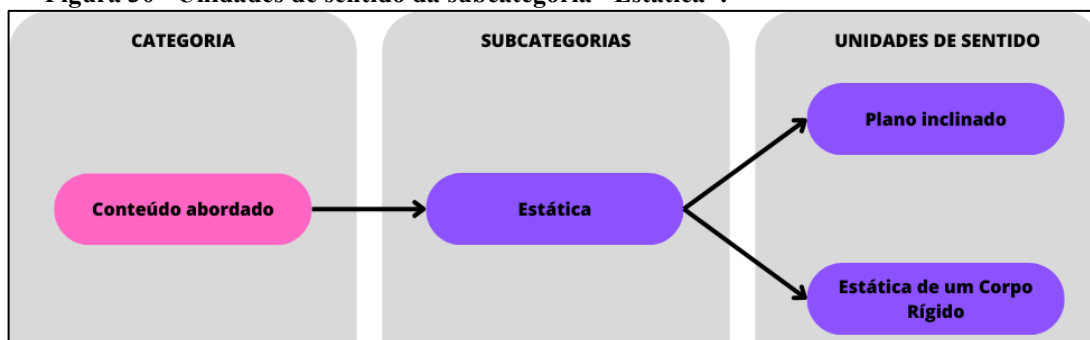 Figura 30 - Unidades de sentido da subcategoria "Estática".
CATEGORIA
SUBCATEGORIAS
UNIDADES DE SENTIDO
Plano inclinado
Conteúdo abordado
Estática
Estática de um Corpo
Rígido